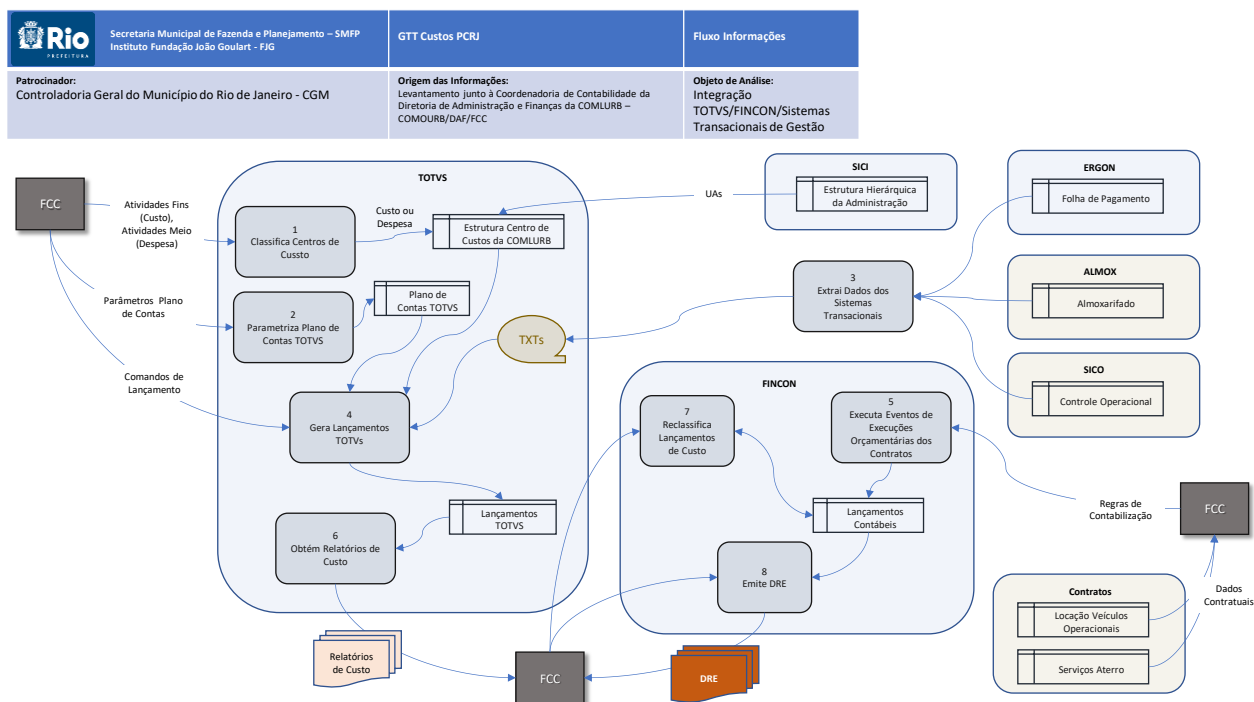 Rio
PREFEITURA
Secretaria Municipal de Fazenda e Planejamento – SMFP
Instituto Fundação João Goulart - FJG
GTT Custos PCRJ
Fluxo Informações
Patrocinador:
Controladoria Geral do Município do Rio de Janeiro - CGM
Origem das Informações:
Levantamento junto à Coordenadoria de Contabilidade da
Diretoria de Administração e Finanças da COMLURB –
COMOURB/DAF/FCC
Objeto de Análise:
Integração
TOTVS/FINCON/Sistemas
Transacionais de Gestão
FCC
Atividades Fins
(Custo),
Atividades Meio
(Despesa)
Parâmetros Plano
de Contas
Comandos de
Lançamento
TOTVS
1
Classifica Centros de
Cussto
Custo ou
Despesa
Estrutura Centro de
Custos da COMLURB
2
Parametriza Plano de
Contas TOTVS
Plano de
Contas TOTVS
TXTs
4
Gera Lançamentos
TOTVs
Lançamentos
TOTVS
6
Obtém Relatórios de
Custo
Relatórios
de Custo
UAs
SICI
Estrutura Hierárquica
da Administração
ERGON
Folha de Pagamento
3
Extrai Dados dos
Sistemas
Transacionais
ALMOX
Almoxarifado
SICO
Controle Operacional
FINCON
7
Reclassifica
Lançamentos
de Custo
5
Executa Eventos de
Execuções
Orçamentárias dos
Contratos
Lançamentos
Contábeis
8
Emite DRE
Regras de
Contabilização
FCC
Dados
Contratuais
Contratos
Locação Veículos
Operacionais
Serviços Aterro
FCC
DRE